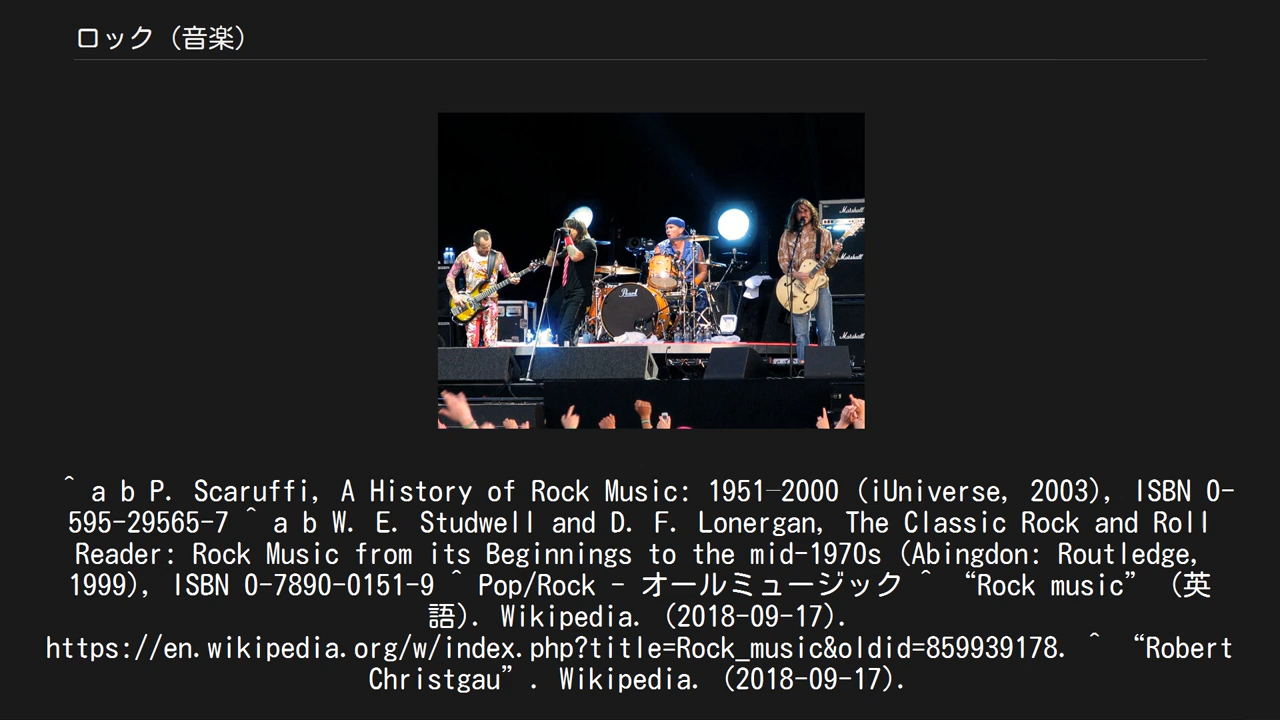 ロック（音楽）
Marshall
Marshall
Pearl
Marshall
^ a b P. Scaruffi, A History of Rock Music: 1951–2000 (iUniverse, 2003), ISBN 0-
595-29565-7 ^ a b W. E. Studwell and D. F. Lonergan, The Classic Rock and Roll
Reader: Rock Music from its Beginnings to the mid-1970s (Abingdon: Routledge,
1999), ISBN 0-7890-0151-9 ^ Pop/Rock - オールミュージック ^ “Rock music” (英
語). Wikipedia. (2018-09-17).
https://en.wikipedia.org/w/index.php?title=Rock_music&oldid=859939178. ^ “Robert
Christgau”. Wikipedia. (2018-09-17).